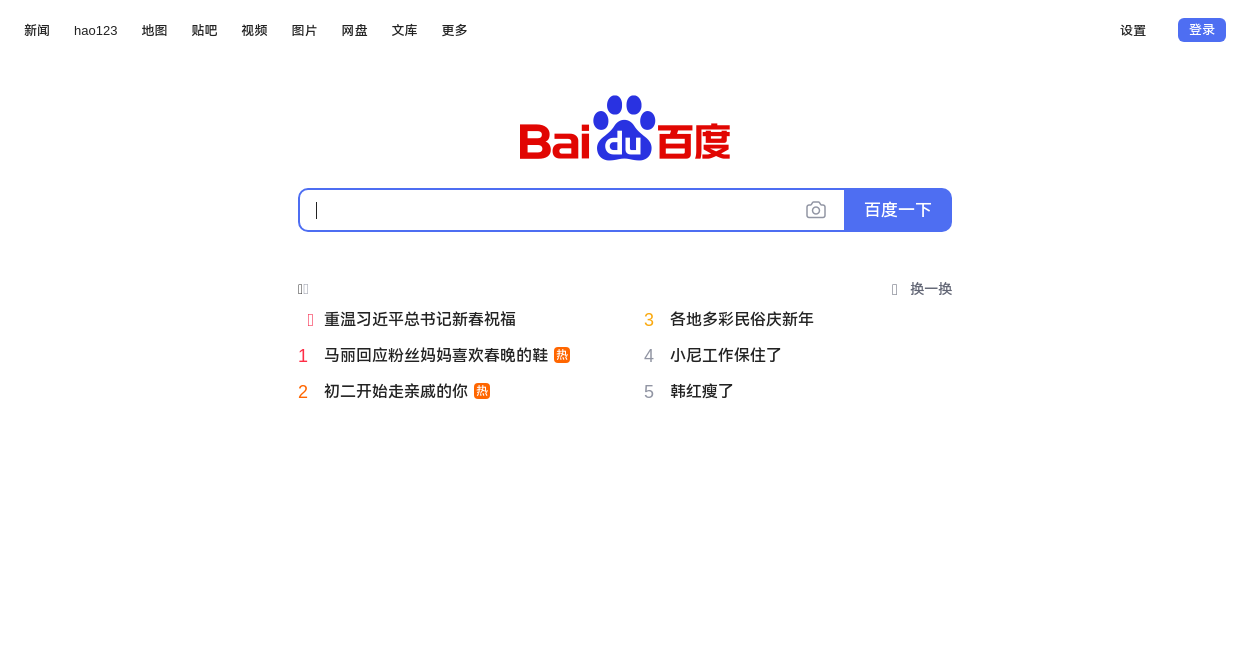 新闻 hao123 地图 贴吧 视频 图片 网盘 文库 更多 设置 登录
Bai du 百度
百度一下
换一换
重温习近平总书记新春祝福
1 马丽回应粉丝妈妈喜欢春晚的鞋 热
2 初二开始走亲戚的你 热
3 各地多彩民俗庆新年
4 小尼工作保住了
5 韩红瘦了